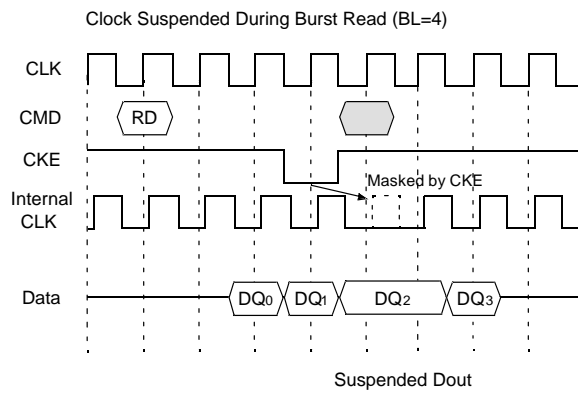 Clock Suspended During Burst Read (BL=4)
CLK
CMD
RD
CKE
Masked by CKE
Internal
CLK
Data
DQ0
DQ1
DQ2
DQ3
Suspended Dout